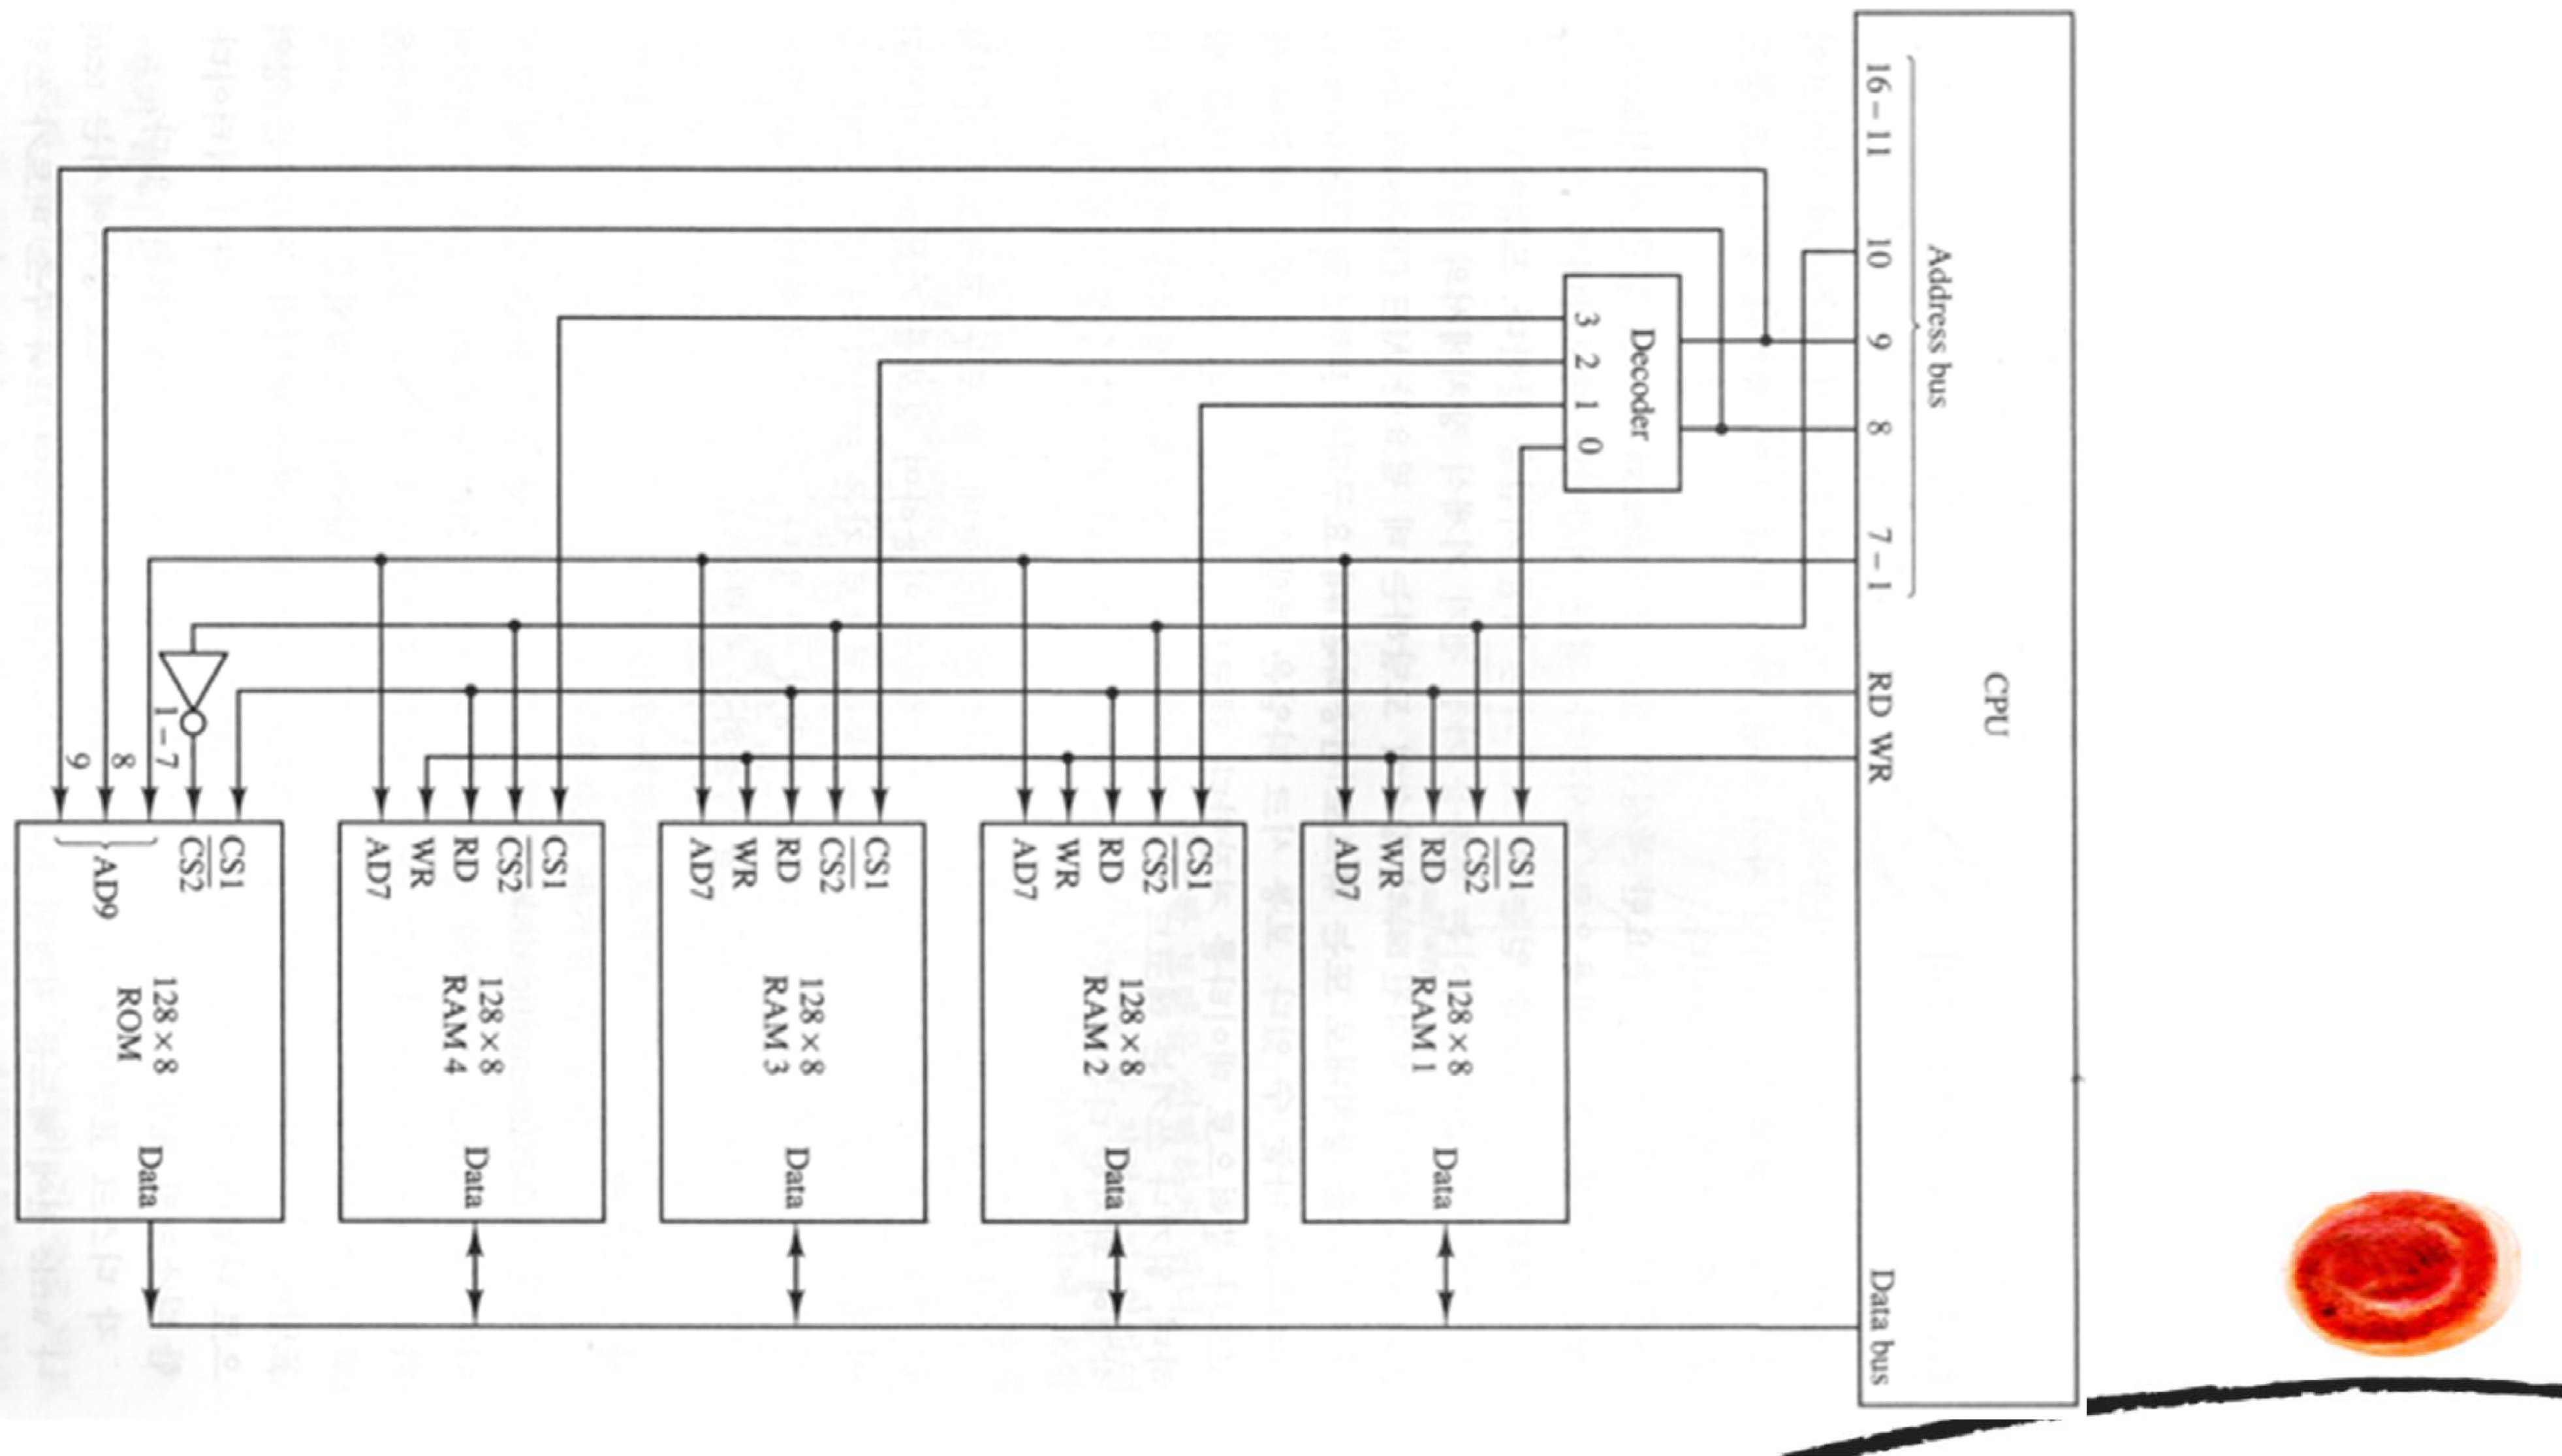 CPU
Address bus
16 – 11 10 9 8 7 – 1 RD WR Data bus
Decoder
3 2 1 0
CS1
CS2
RD
WR
AD7
128 × 8
RAM 1
Data
CS1
CS2
RD
WR
AD7
128 × 8
RAM 2
Data
CS1
CS2
RD
WR
AD7
128 × 8
RAM 3
Data
CS1
CS2
RD
WR
AD7
128 × 8
RAM 4
Data
CS1
CS2
1 – 7
8
9
AD9
128 × 8
ROM
Data